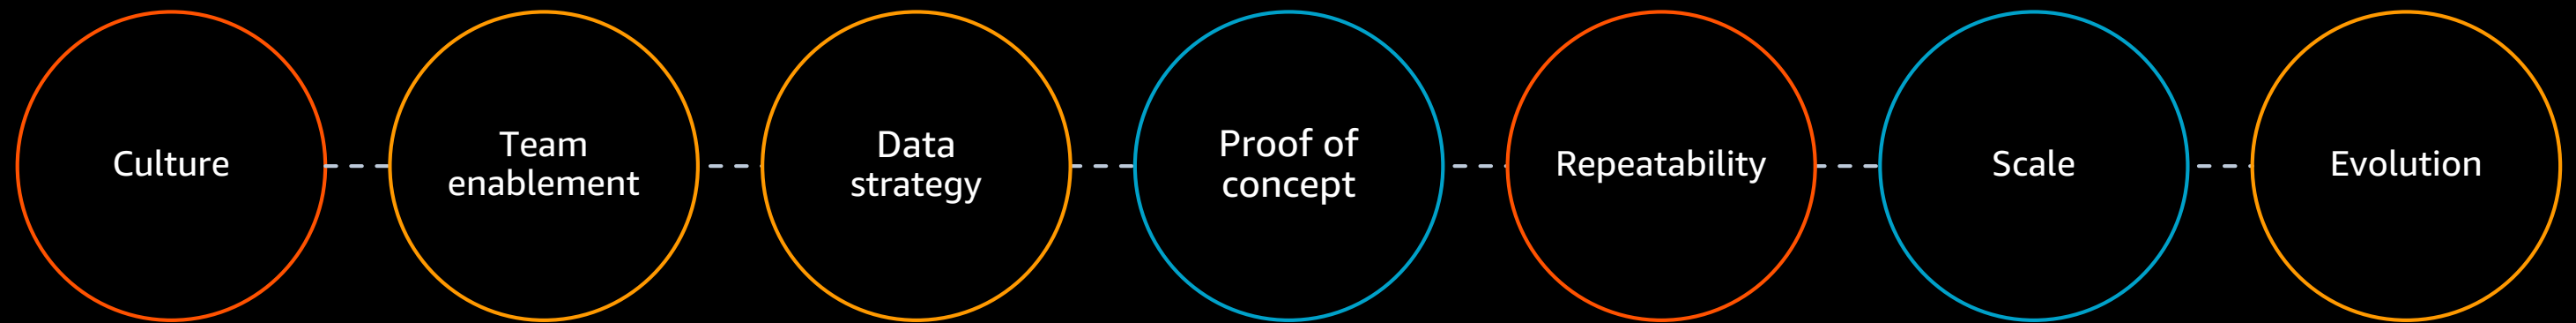 Culture
Team
enablement
Data
strategy
Proof of
concept
Repeatability
Scale
Evolution